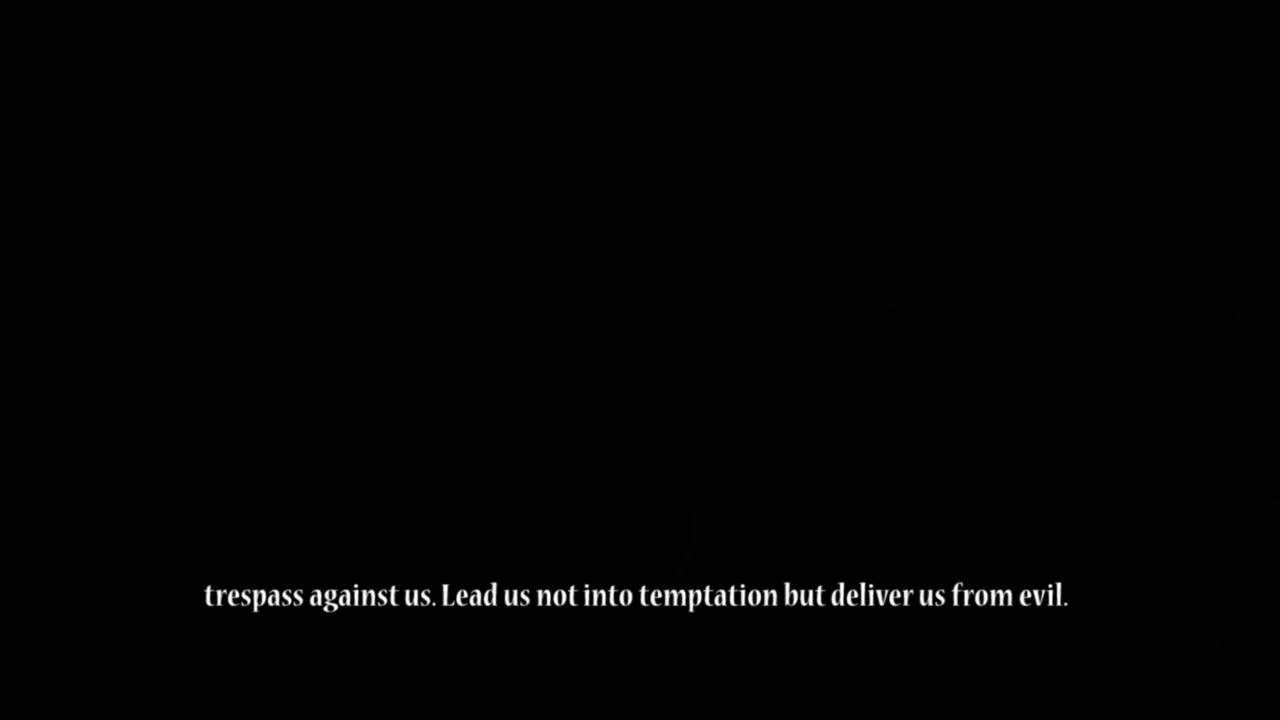 trespass against us. Lead us not into temptation but deliver us from evil.